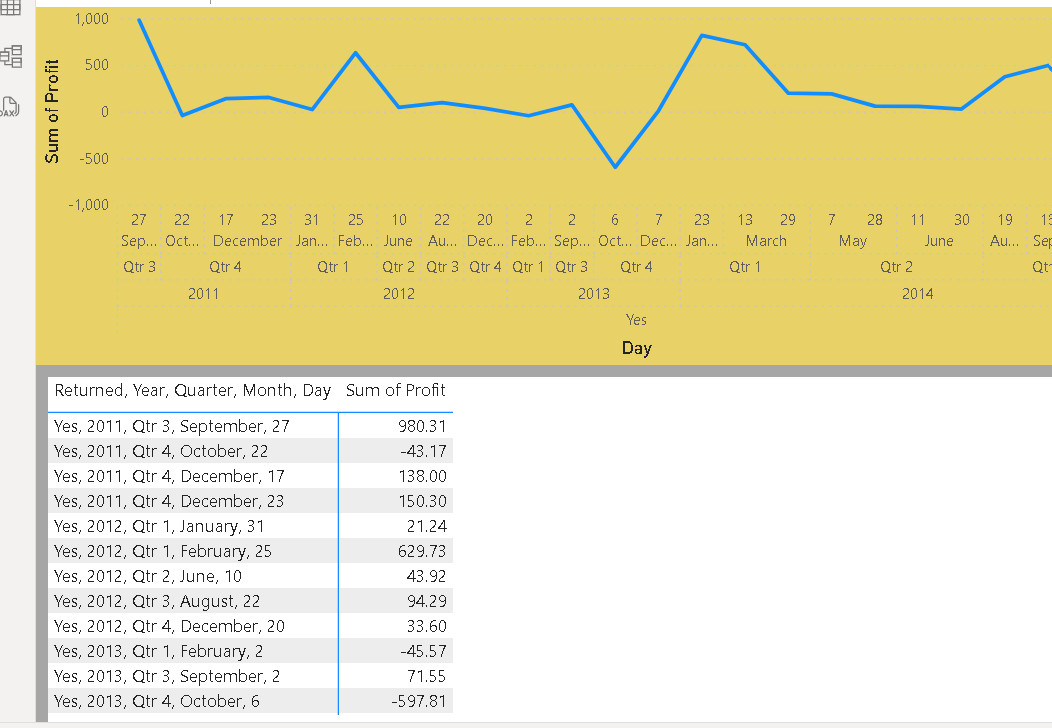 1,000
500
0
-500
-1,000
Sum of Profit
27 22 17 23 31 25 10 22 20 2 2 6 7 23 13 29 7 28 11 30 19
Sep... Oct... December Jan... Feb... June Au... Dec... Feb... Sep... Oct... Dec... Jan... March May June Au... Sep
Qtr 3 Qtr 4 Qtr 1 Qtr 2 Qtr 3 Qtr 4 Qtr 1 Qtr 3 Qtr 4 Qtr 1 Qtr 2 Qt
2011 2012 2013 2014
Yes
Day
DAX
Returned, Year, Quarter, Month, Day Sum of Profit
Yes, 2011, Qtr 3, September, 27 980.31
Yes, 2011, Qtr 4, October, 22 -43.17
Yes, 2011, Qtr 4, December, 17 138.00
Yes, 2011, Qtr 4, December, 23 150.30
Yes, 2012, Qtr 1, January, 31 21.24
Yes, 2012, Qtr 1, February, 25 629.73
Yes, 2012, Qtr 2, June, 10 43.92
Yes, 2012, Qtr 3, August, 22 94.29
Yes, 2012, Qtr 4, December, 20 33.60
Yes, 2013, Qtr 1, February, 2 -45.57
Yes, 2013, Qtr 3, September, 2 71.55
Yes, 2013, Qtr 4, October, 6 -597.81